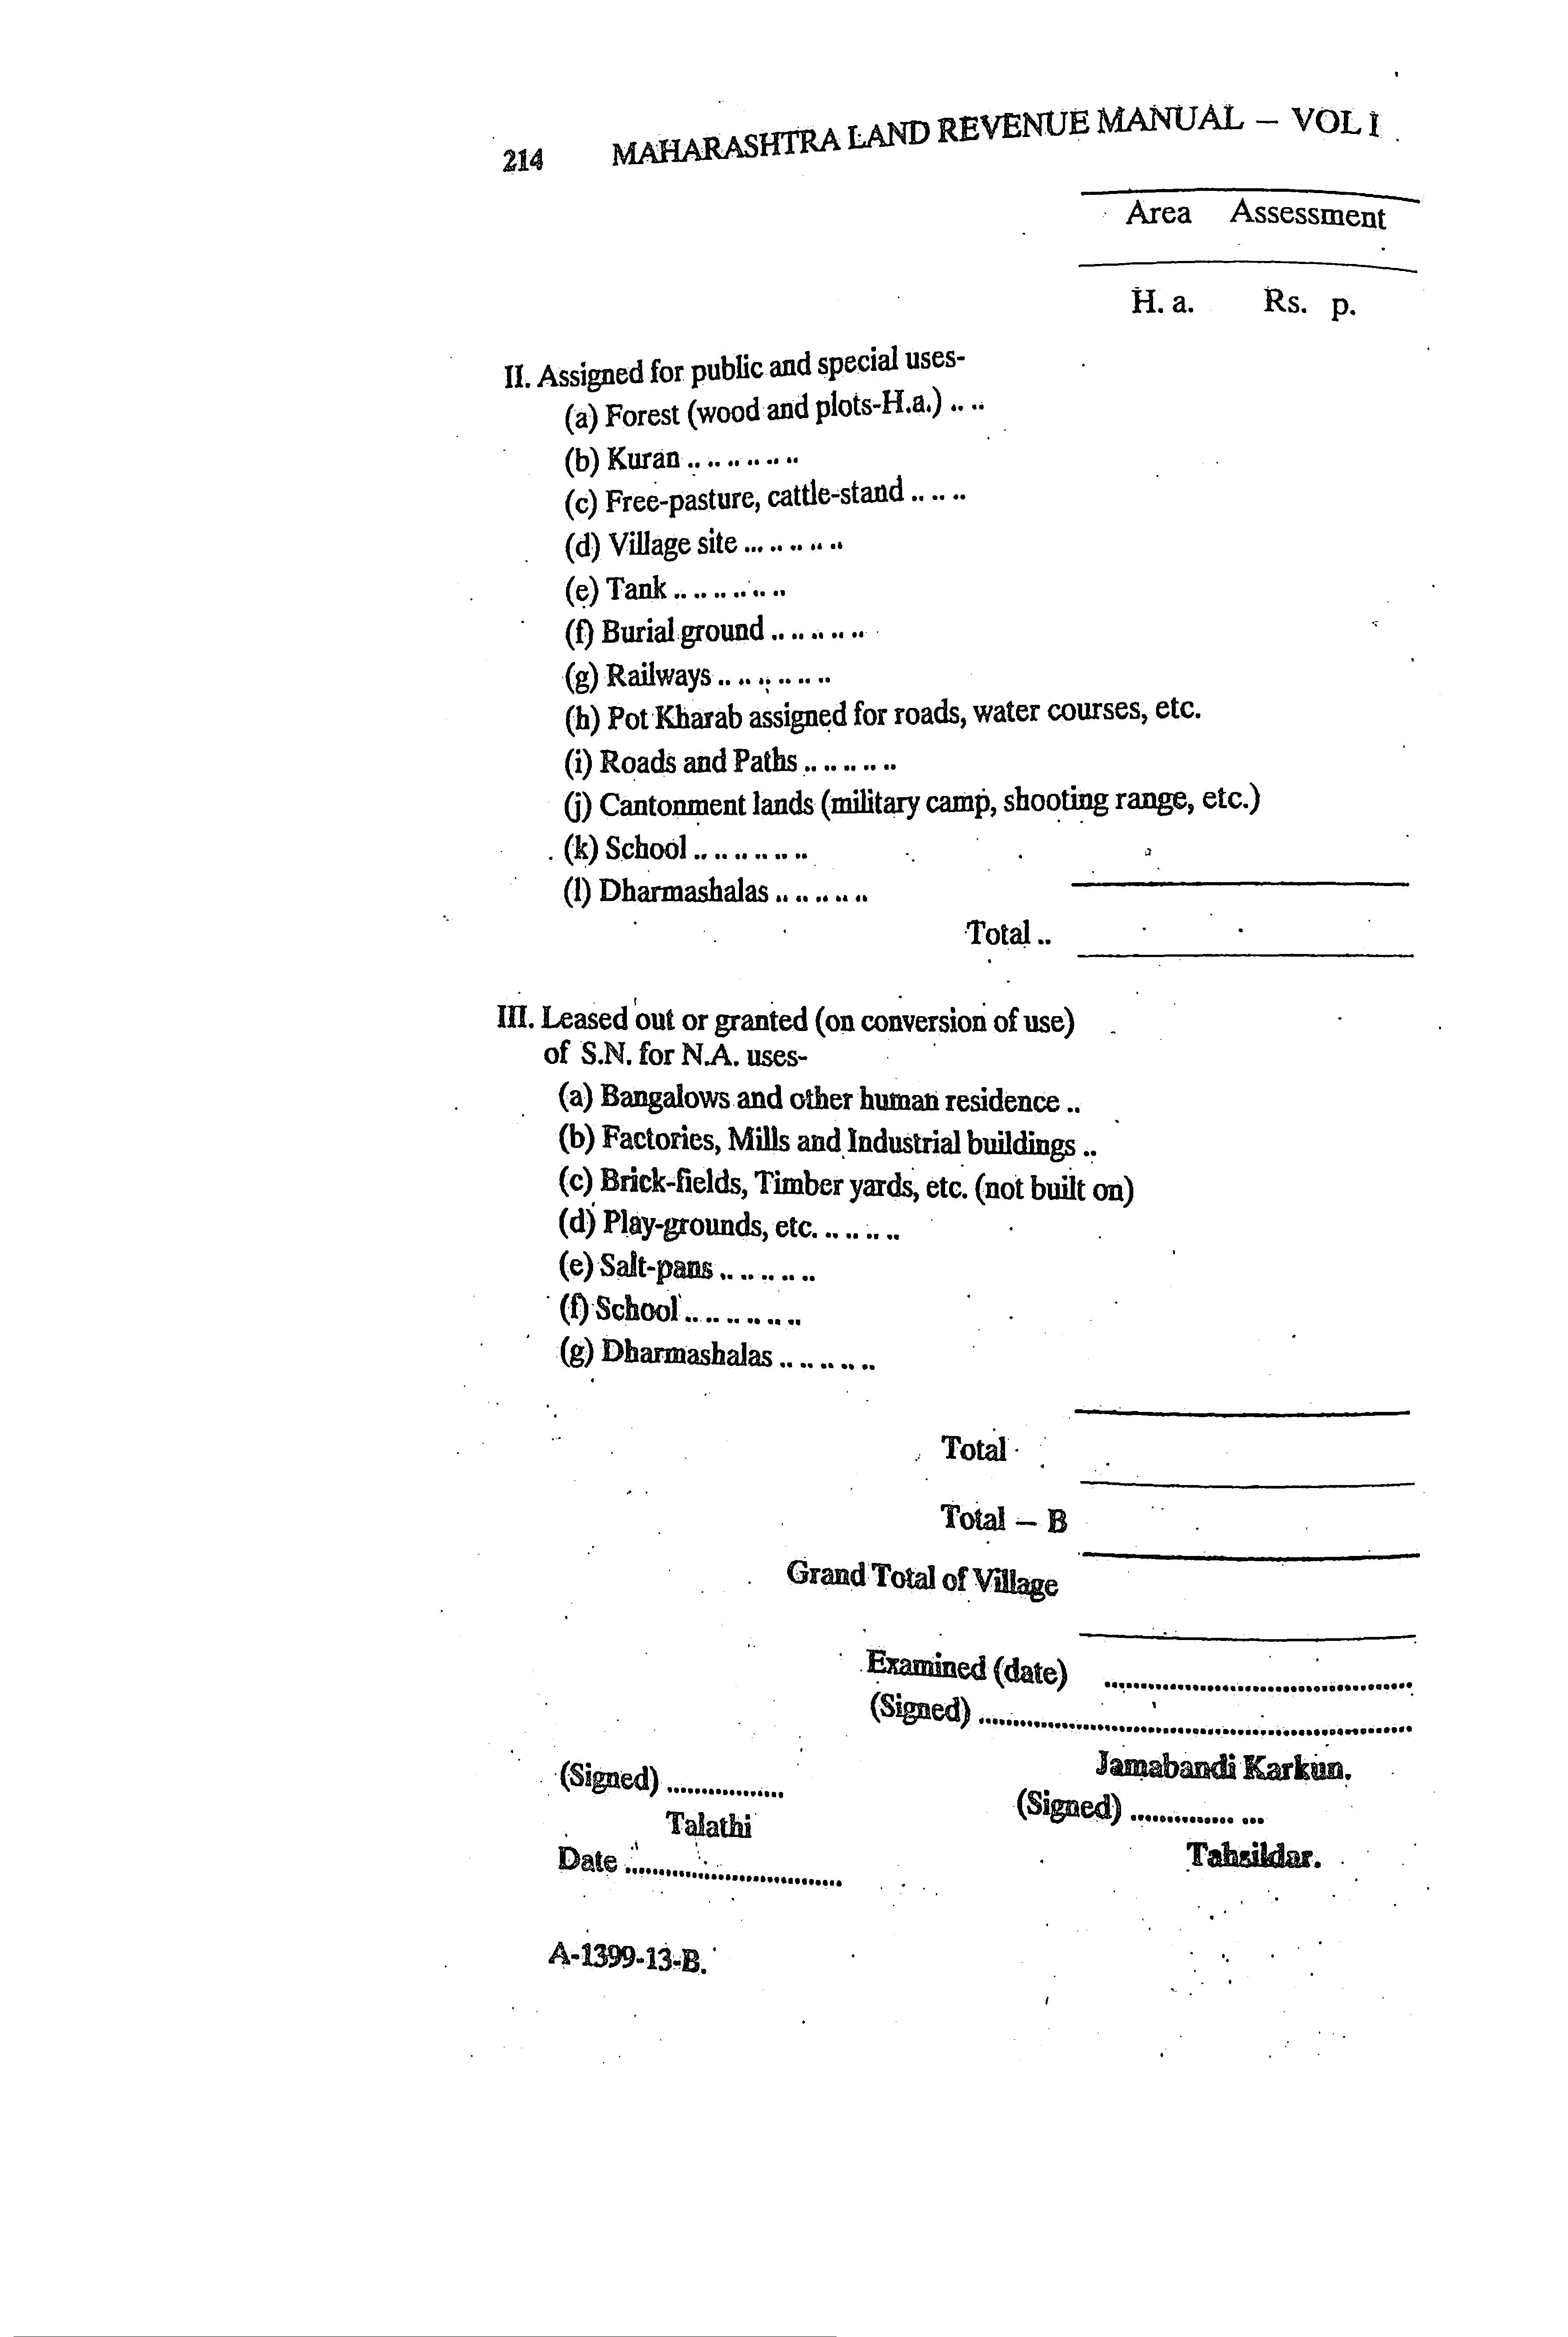 214 MAHARASHTRA LAND REVENUE MANUAL – VOL I
Area Assessment
H. a. Rs. p.
II. Assigned for public and special uses-
(a) Forest (wood and plots-H.a.) .. ..
(b) Kuran .. .. .. .. .. ..
(c) Free-pasture, cattle-stand .. .. ..
(d) Village site ... .. .. .. ..
(e) Tank .. .. .. .. .. ..
(f) Burial ground .. .. .. .. ..
(g) Railways .. .. .. .. .. ..
(h) Pot Kharab assigned for roads, water courses, etc.
(i) Roads and Paths .. .. .. .. ..
(j) Cantonment lands (military camp, shooting range, etc.)
(k) School .. .. .. .. .. ..
(l) Dharmashalas .. .. .. .. ..
Total ..
III. Leased out or granted (on conversion of use)
of S.N. for N.A. uses-
(a) Bangalows and other human residence ..
(b) Factories, Mills and Industrial buildings ..
(c) Brick-fields, Timber yards, etc. (not built on)
(d) Play-grounds, etc. .. .. .. ..
(e) Salt-pans .. .. .. .. ..
(f) School .. .. .. .. .. ..
(g) Dharmashalas .. .. .. .. ..
Total
Total – B
Grand Total of Village
Examined (date) ......................................
(Signed) ......................................................
Jamabandi Karkun.
(Signed) .................
(Signed) .............. ...
Talathi
Tahsildar.
Date ................................
A-1399-13-B.